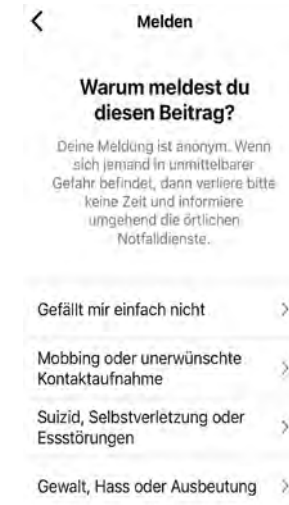 Melden
Warum meldest du
diesen Beitrag?
Deine Meldung ist anonym. Wenn
sich jemand in unmittelbarer
Gefahr befindet, dann verliere bitte
keine Zeit und informiere
umgehend die örtlichen
Notfalldienste.
Gefällt mir einfach nicht
Mobbing oder unerwünschte
Kontaktaufnahme
Suizid, Selbstverletzung oder
Essstörungen
Gewalt, Hass oder Ausbeutung